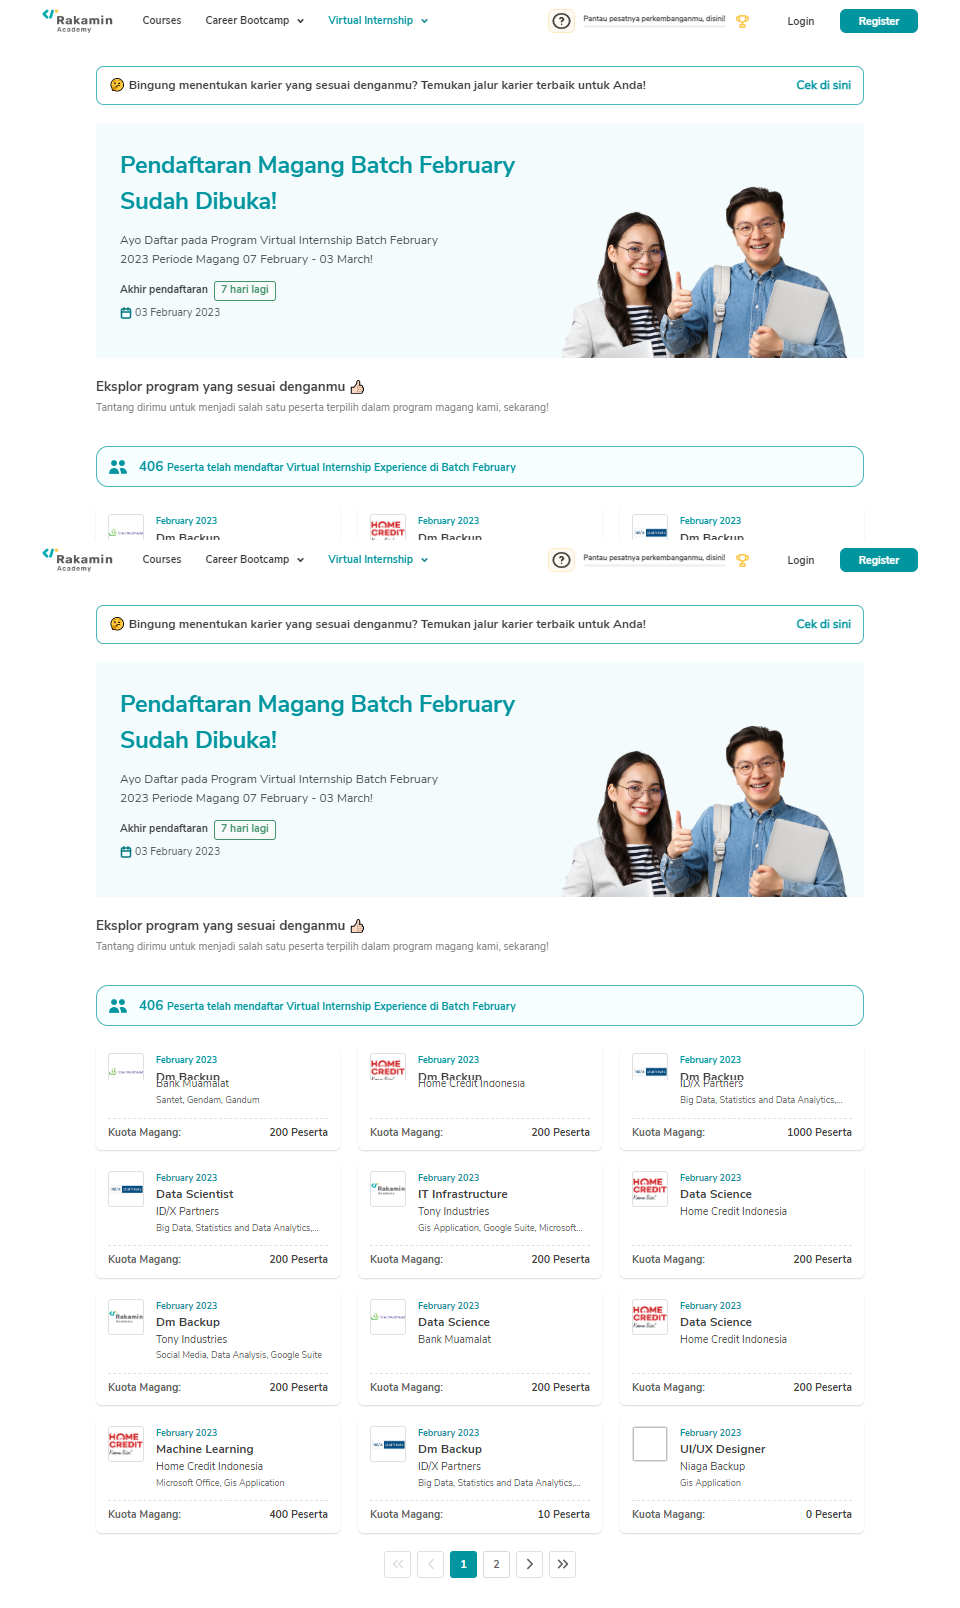 Rakamin
Academy
Courses
Career Bootcamp
Virtual Internship
Pantau pesatnya perkembanganmu, disini!
Login
Register
Bingung menentukan karier yang sesuai denganmu? Temukan jalur karier terbaik untuk Anda!
Cek di sini
Pendaftaran Magang Batch February
Sudah Dibuka!
Ayo Daftar pada Program Virtual Internship Batch February
2023 Periode Magang 07 February - 03 March!
Akhir pendaftaran 7 hari lagi
03 February 2023
Eksplor program yang sesuai denganmu
Tantang dirimu untuk menjadi salah satu peserta terpilih dalam program magang kami, sekarang!
406 Peserta telah mendaftar Virtual Internship Experience di Batch February
February 2023
Dm Backup
HOME
CREDIT
February 2023
Dm Backup
February 2023
Dm Backup
Rakamin
Academy
Courses
Career Bootcamp
Virtual Internship
Pantau pesatnya perkembanganmu, disini!
Login
Register
Bingung menentukan karier yang sesuai denganmu? Temukan jalur karier terbaik untuk Anda!
Cek di sini
Pendaftaran Magang Batch February
Sudah Dibuka!
Ayo Daftar pada Program Virtual Internship Batch February
2023 Periode Magang 07 February - 03 March!
Akhir pendaftaran 7 hari lagi
03 February 2023
Eksplor program yang sesuai denganmu
Tantang dirimu untuk menjadi salah satu peserta terpilih dalam program magang kami, sekarang!
406 Peserta telah mendaftar Virtual Internship Experience di Batch February
February 2023
Dm Backup
Bank Muamalat
Santet, Gendam, Gandum
Kuota Magang: 200 Peserta
HOME
CREDIT
February 2023
Dm Backup
Home Credit Indonesia
Kuota Magang: 200 Peserta
February 2023
Dm Backup
ID/X Partners
Big Data, Statistics and Data Analytics,...
Kuota Magang: 1000 Peserta
February 2023
Data Scientist
ID/X Partners
Big Data, Statistics and Data Analytics,...
Kuota Magang: 200 Peserta
Rakamin
Academy
February 2023
IT Infrastructure
Tony Industries
Gis Application, Google Suite, Microsoft...
Kuota Magang: 200 Peserta
HOME
CREDIT
February 2023
Data Science
Home Credit Indonesia
Kuota Magang: 200 Peserta
Rakamin
Academy
February 2023
Dm Backup
Tony Industries
Social Media, Data Analysis, Google Suite
Kuota Magang: 200 Peserta
February 2023
Data Science
Bank Muamalat
Kuota Magang: 200 Peserta
HOME
CREDIT
February 2023
Data Science
Home Credit Indonesia
Kuota Magang: 200 Peserta
HOME
CREDIT
February 2023
Machine Learning
Home Credit Indonesia
Microsoft Office, Gis Application
Kuota Magang: 400 Peserta
February 2023
Dm Backup
ID/X Partners
Big Data, Statistics and Data Analytics,...
Kuota Magang: 10 Peserta
February 2023
UI/UX Designer
Niaga Backup
Gis Application
Kuota Magang: 0 Peserta
1 2